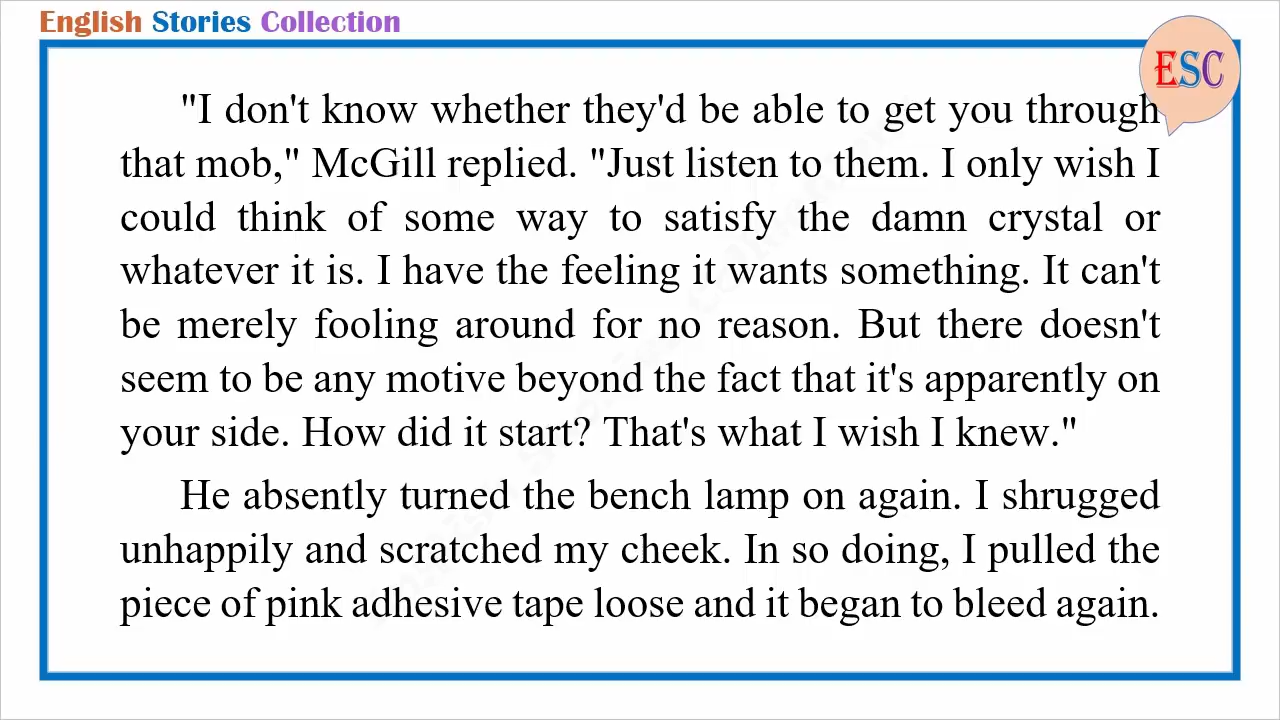 English Stories Collection
ESC
"I don't know whether they'd be able to get you through
that mob," McGill replied. "Just listen to them. I only wish I
could think of some way to satisfy the damn crystal or
whatever it is. I have the feeling it wants something. It can't
be merely fooling around for no reason. But there doesn't
seem to be any motive beyond the fact that it's apparently on
your side. How did it start? That's what I wish I knew."
He absently turned the bench lamp on again. I shrugged
unhappily and scratched my cheek. In so doing, I pulled the
piece of pink adhesive tape loose and it began to bleed again.